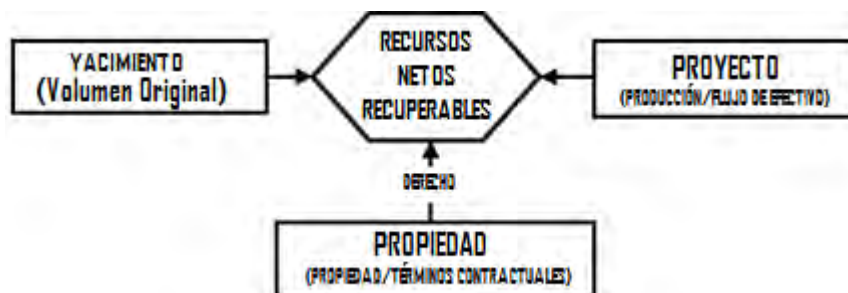 YACIMIENTO
(Volumen Original)
RECURSOS
NETOS
RECUPERABLES
PROYECTO
(PRODUCCIÓN/FLUJO DE EFECTIVO)
DERECHO
PROPIEDAD
(PROPIEDAD/TÉRMINOS CONTRACTUALES)